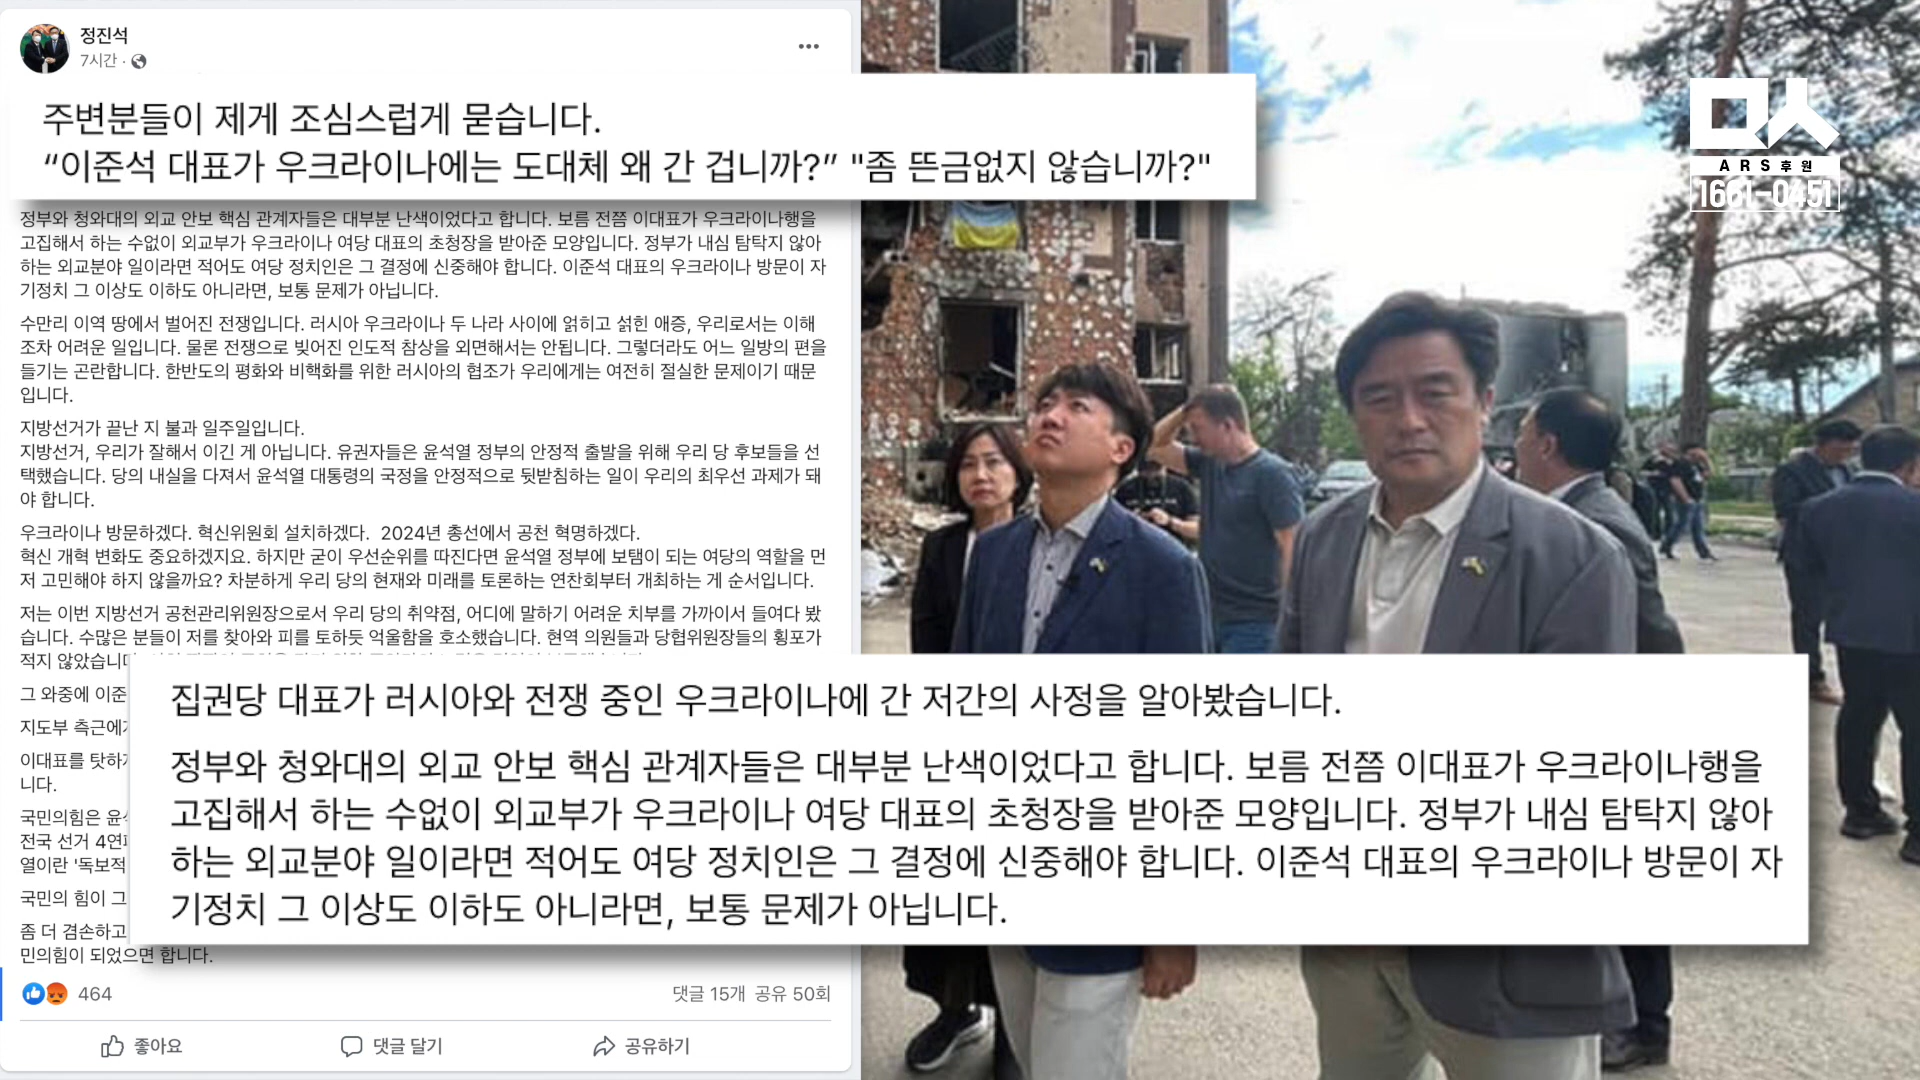 정진석
7시간
주변분들이 제게 조심스럽게 묻습니다.
“이준석 대표가 우크라이나에는 도대체 왜 간 겁니까?” "좀 뜬금없지 않습니까?"
정부와 청와대의 외교 안보 핵심 관계자들은 대부분 난색이었다고 합니다. 보름 전쯤 이대표가 우크라이나행을
고집해서 하는 수없이 외교부가 우크라이나 여당 대표의 초청장을 받아준 모양입니다. 정부가 내심 탐탁지 않아
하는 외교분야 일이라면 적어도 여당 정치인은 그 결정에 신중해야 합니다. 이준석 대표의 우크라이나 방문이 자
기정치 그 이상도 이하도 아니라면, 보통 문제가 아닙니다.
수만리 이역 땅에서 벌어진 전쟁입니다. 러시아 우크라이나 두 나라 사이에 얽히고 섥힌 애증, 우리로서는 이해
조차 어려운 일입니다. 물론 전쟁으로 빚어진 인도적 참상을 외면해서는 안됩니다. 그렇더라도 어느 일방의 편을
들기는 곤란합니다. 한반도의 평화와 비핵화를 위한 러시아의 협조가 우리에게는 여전히 절실한 문제이기 때문
입니다.
지방선거가 끝난 지 불과 일주일입니다.
지방선거, 우리가 잘해서 이긴 게 아닙니다. 유권자들은 윤석열 정부의 안정적 출발을 위해 우리 당 후보들을 선
택했습니다. 당의 내실을 다져서 윤석열 대통령의 국정을 안정적으로 뒷받침하는 일이 우리의 최우선 과제가 돼
야 합니다.
우크라이나 방문하겠다. 혁신위원회 설치하겠다. 2024년 총선에서 공천 혁명하겠다.
혁신 개혁 변화도 중요하겠지요. 하지만 굳이 우선순위를 따진다면 윤석열 정부에 보탬이 되는 여당의 역할을 먼
저 고민해야 하지 않을까요? 차분하게 우리 당의 현재와 미래를 토론하는 연찬회부터 개최하는 게 순서입니다.
저는 이번 지방선거 공천관리위원장으로서 우리 당의 취약점, 어디에 말하기 어려운 치부를 가까이서 들여다 봤
습니다. 수많은 분들이 저를 찾아와 피를 토하듯 억울함을 호소했습니다. 현역 의원들과 당협위원장들의 횡포가
적지 않았습니다
그 와중에 이준
지도부 측근에게
이대표를 탓하
니다.
국민의힘은 윤석
전국 선거 4연패
열이란 '독보적
국민의 힘이 그
좀 더 겸손하고
민의힘이 되었으면 합니다.
집권당 대표가 러시아와 전쟁 중인 우크라이나에 간 저간의 사정을 알아봤습니다.
정부와 청와대의 외교 안보 핵심 관계자들은 대부분 난색이었다고 합니다. 보름 전쯤 이대표가 우크라이나행을
고집해서 하는 수없이 외교부가 우크라이나 여당 대표의 초청장을 받아준 모양입니다. 정부가 내심 탐탁지 않아
하는 외교분야 일이라면 적어도 여당 정치인은 그 결정에 신중해야 합니다. 이준석 대표의 우크라이나 방문이 자
기정치 그 이상도 이하도 아니라면, 보통 문제가 아닙니다.
464
댓글 15개 공유 50회
좋아요 댓글 달기 공유하기
ARS후원
1661-0451